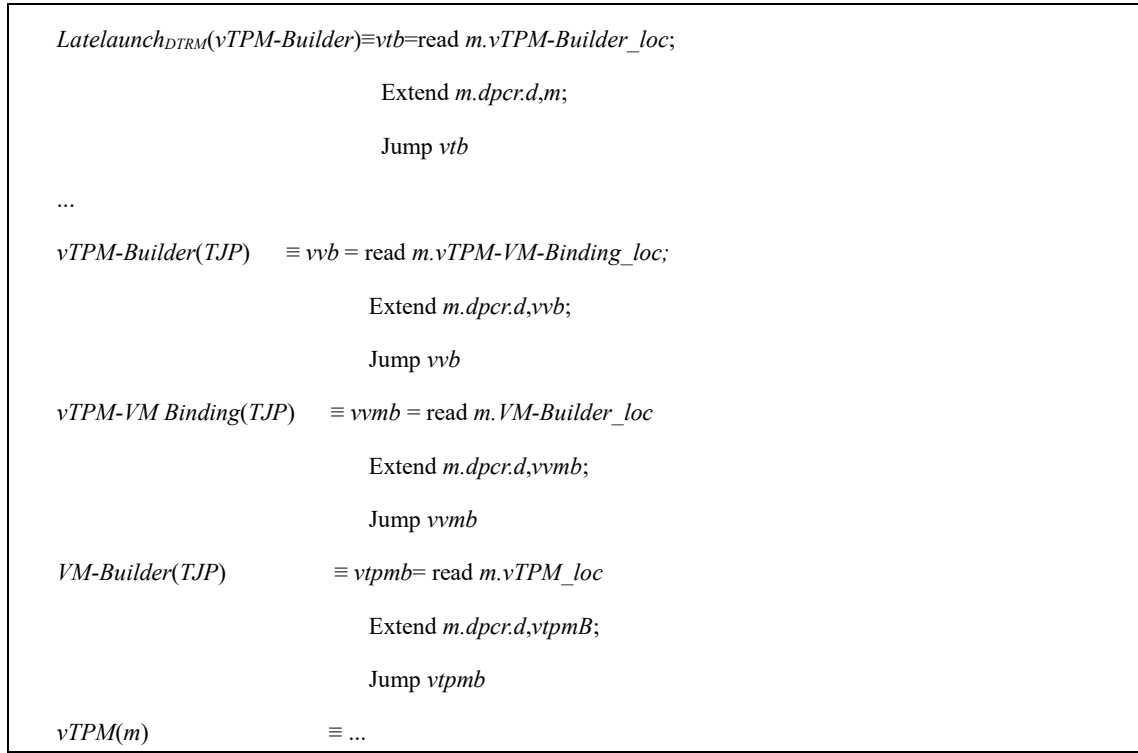 Latelaunch_DTRM(vTPM-Builder)≡vtb=read m.vTPM-Builder_loc;
Extend m.dpcr.d,m;
Jump vtb
...
vTPM-Builder(TJP) ≡ vvb = read m.vTPM-VM-Binding_loc;
Extend m.dpcr.d,vvb;
Jump vvb
vTPM-VM Binding(TJP) ≡ vvmb = read m.VM-Builder_loc
Extend m.dpcr.d,vvmb;
Jump vvmb
VM-Builder(TJP) ≡ vtpmb= read m.vTPM_loc
Extend m.dpcr.d,vtpmB;
Jump vtpmb
vTPM(m) ≡ ...